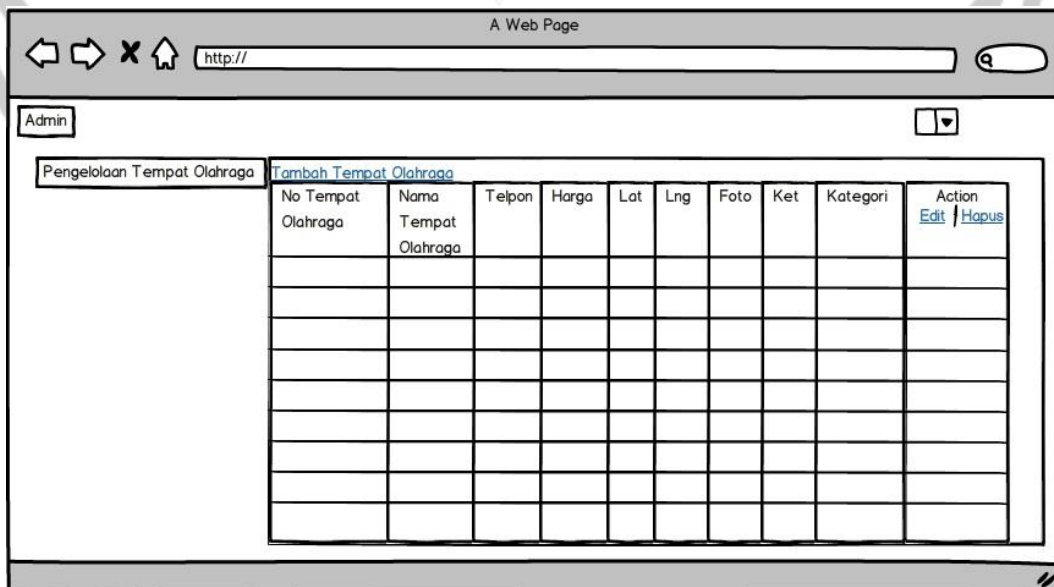 A Web Page
http://
Admin
Pengelolaan Tempat Olahraga
Tambah Tempat Olahraga
No Tempat Olahraga
Nama Tempat Olahraga
Telpon
Harga
Lat
Lng
Foto
Ket
Kategori
Action
Edit | Hapus